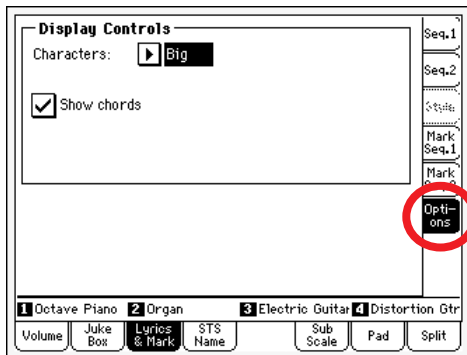 Display Controls
Characters: Big
Show chords
Seq.1
Seq.2
Style
Mark
Seq.1
Mark
Opti-
ons
1 Octave Piano 2 Organ 3 Electric Guitar 4 Distortion Gtr
Volume
Juke
Box
Lyrics
& Mark
STS
Name
Sub
Scale
Pad
Split